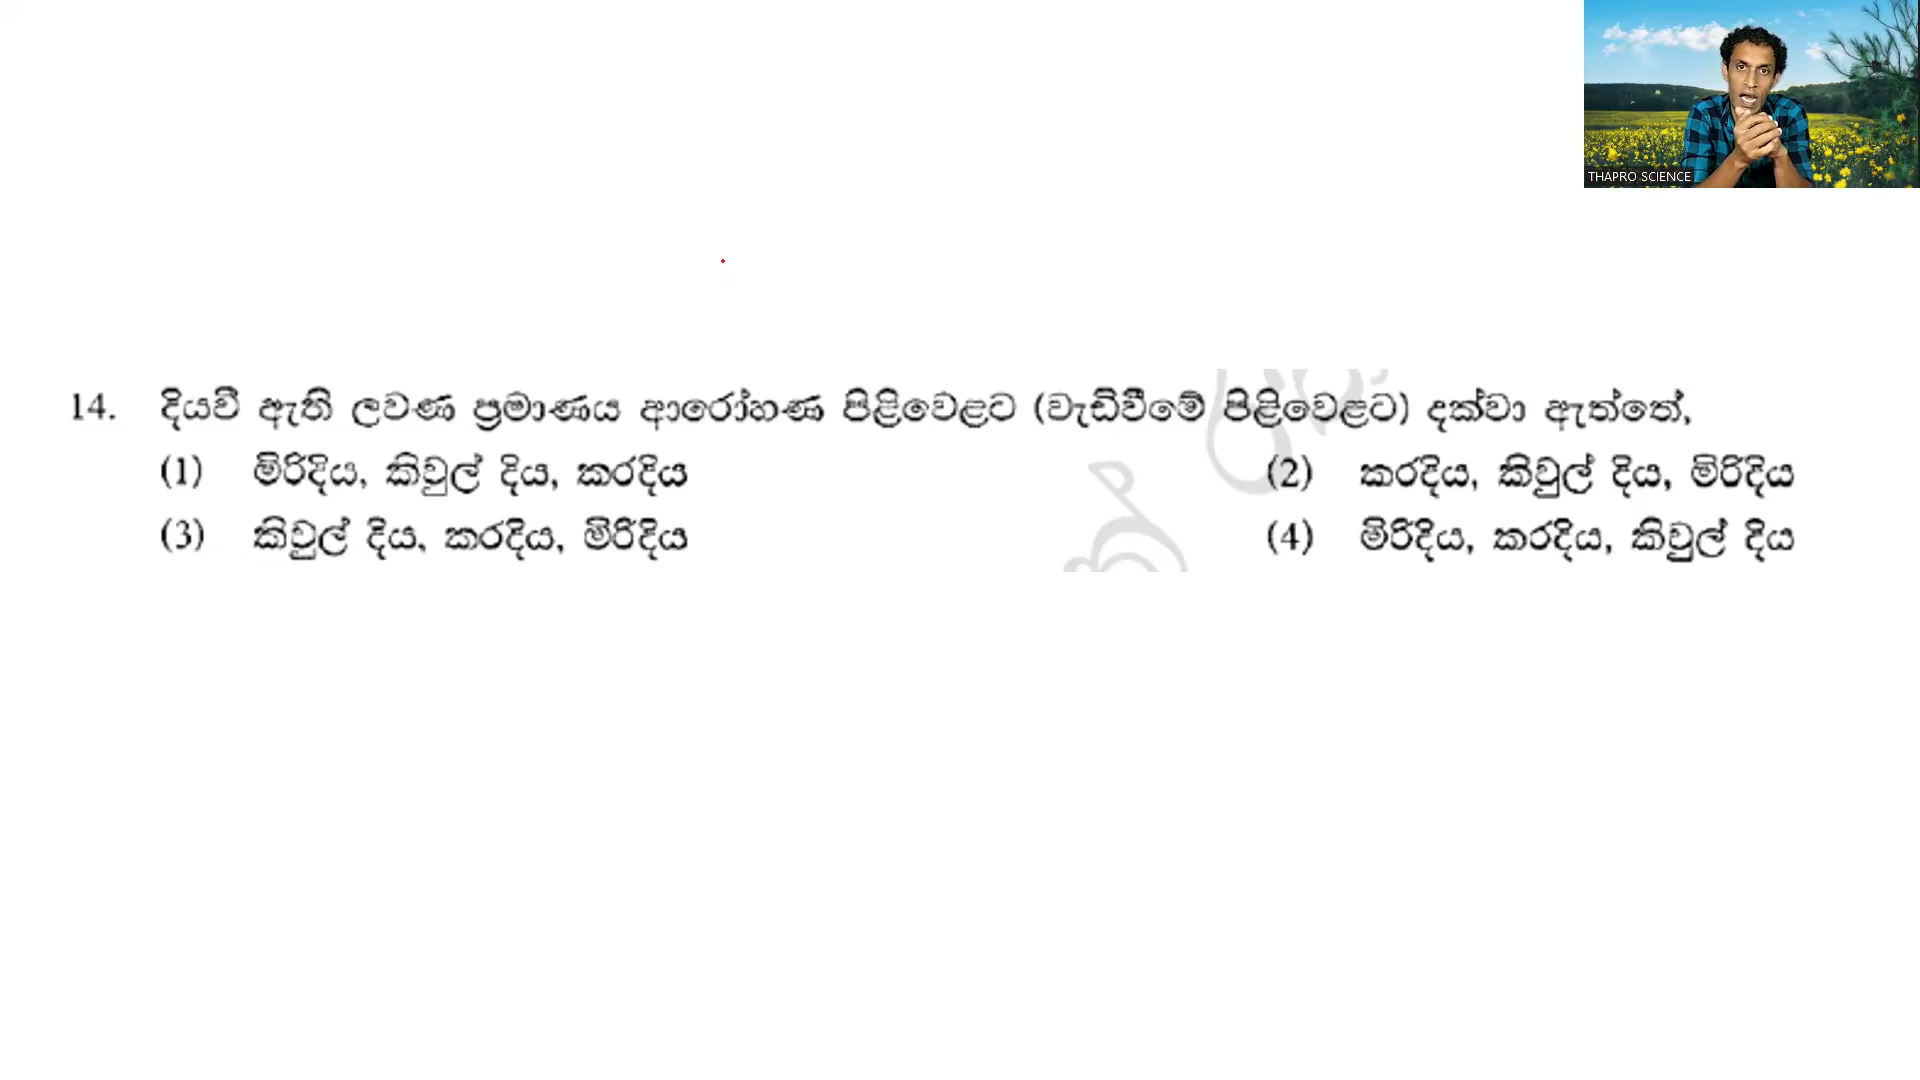 THAPRO SCIENCE
14. දියවී ඇති ලවණ ප්‍රමාණය ආරෝහණ පිළිවෙළට (වැඩිවීමේ පිළිවෙළට) දක්වා ඇත්තේ,
(1) මිරිදිය, කිවුල් දිය, කරදිය (2) කරදිය, කිවුල් දිය, මිරිදිය
(3) කිවුල් දිය, කරදිය, මිරිදිය (4) මිරිදිය, කරදිය, කිවුල් දිය